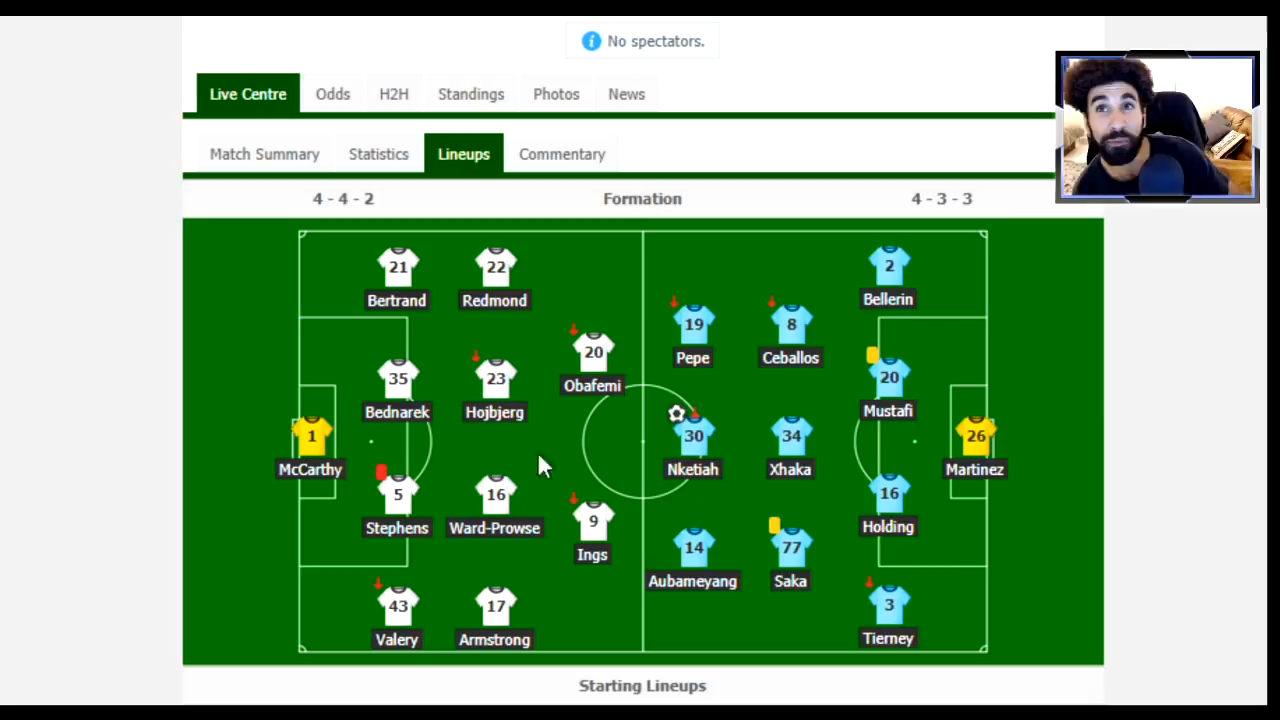 No spectators.
Live Centre Odds H2H Standings Photos News
Match Summary Statistics Lineups Commentary
4 - 4 - 2 Formation 4 - 3 - 3
21 Bertrand
22 Redmond
35 Bednarek
23 Hojbjerg
20 Obafemi
1 McCarthy
5 Stephens
16 Ward-Prowse
9 Ings
43 Valery
17 Armstrong
2 Bellerin
19 Pepe
8 Ceballos
20 Mustafi
30 Nketiah
34 Xhaka
26 Martinez
16 Holding
14 Aubameyang
77 Saka
3 Tierney
Starting Lineups